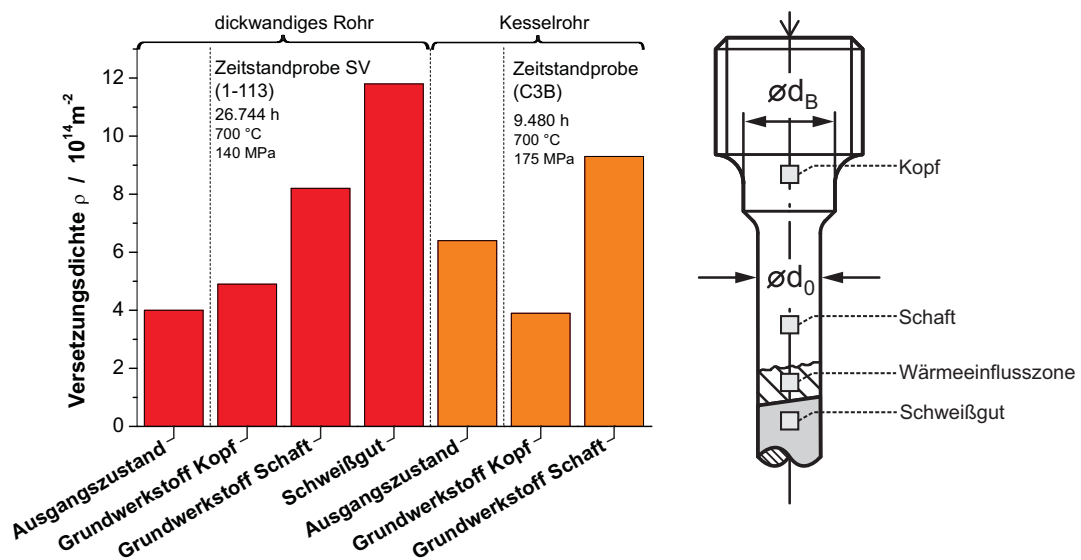 dickwandiges Rohr
Kesselrohr
Versetzungsdichte ρ / 10¹⁴m⁻²
12
10
8
6
4
2
0
Zeitstandprobe SV
(1-113)
26.744 h
700 °C
140 MPa
Zeitstandprobe
(C3B)
9.480 h
700 °C
175 MPa
Ausgangszustand
Grundwerkstoff Kopf
Grundwerkstoff Schaft
Schweißgut
Ausgangszustand
Grundwerkstoff Kopf
Grundwerkstoff Schaft
ød_B
Kopf
ød₀
Schaft
Wärmeeinflusszone
Schweißgut